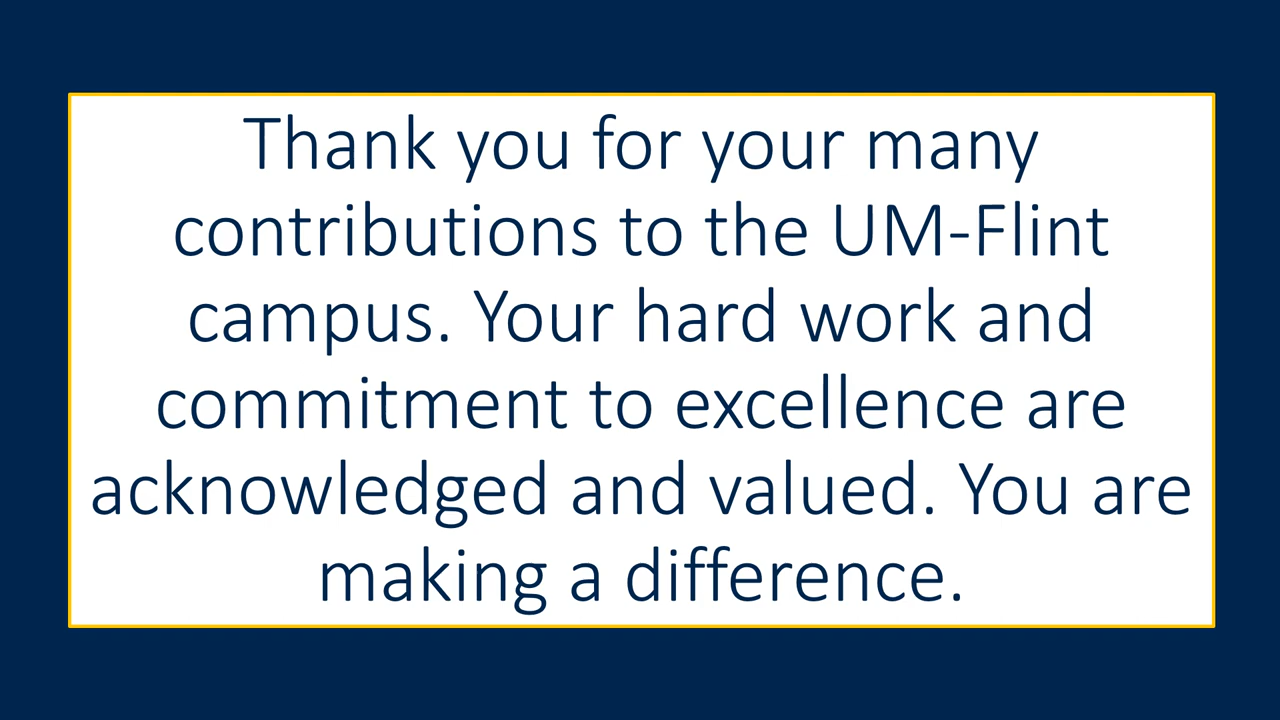 Thank you for your many
contributions to the UM-Flint
campus. Your hard work and
commitment to excellence are
acknowledged and valued. You are
making a difference.